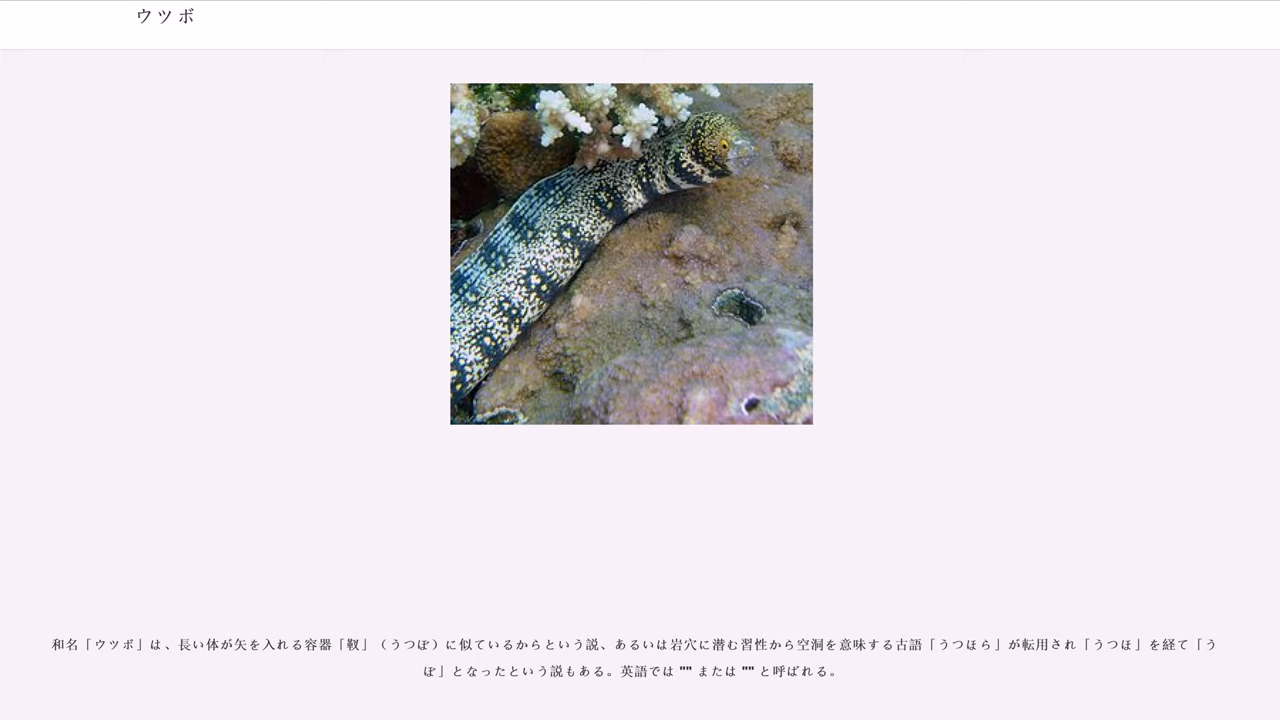 ウツボ
和名「ウツボ」は、長い体が矢を入れる容器「靫」（うつぼ）に似ているからという説、あるいは岩穴に潜む習性から空洞を意味する古語「うつほら」が転用され「うつほ」を経て「う
ぼ」となったという説もある。英語では "" または "" と呼ばれる。